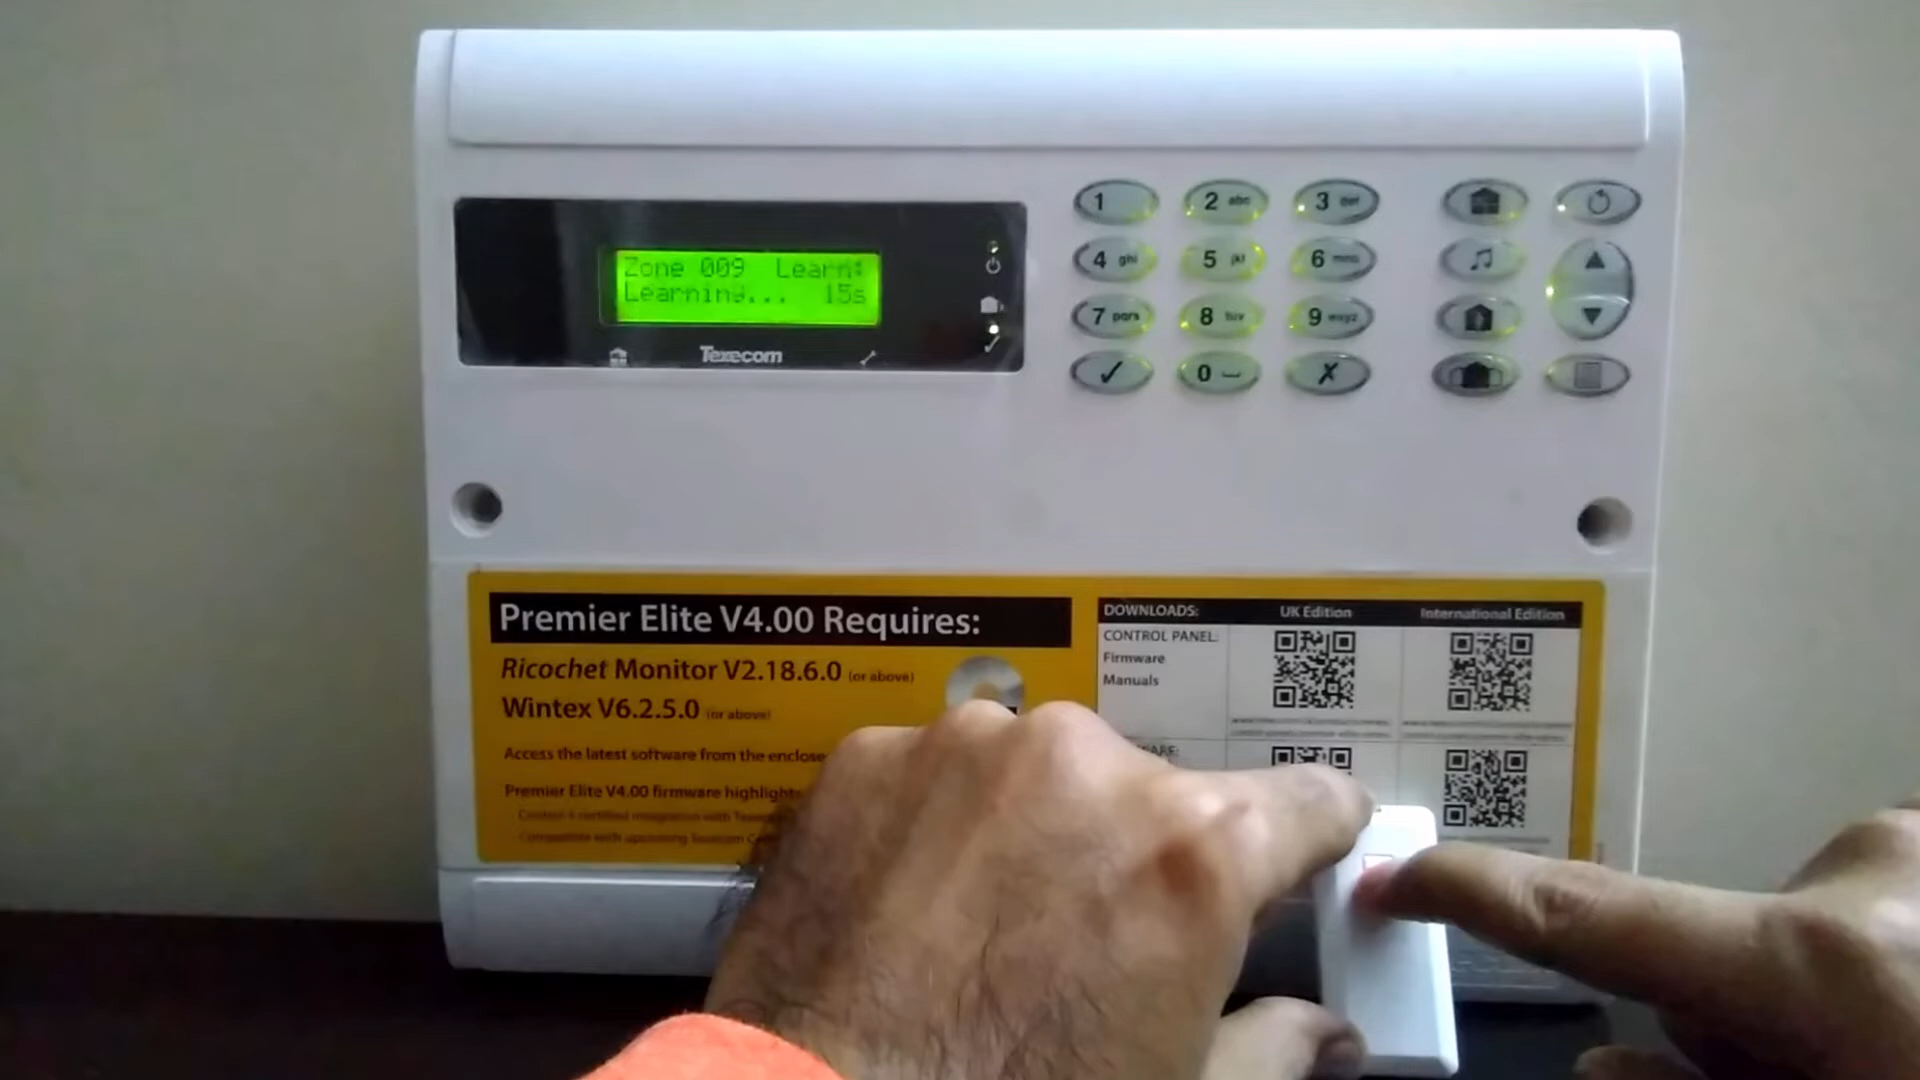 Zone 009 Learn:
Learning... 15s
Texecom
1
2 abc
3 def
4 ghi
5 jkl
6 mno
7 pqrs
8 tuv
9 wxyz
0
Premier Elite V4.00 Requires:
Ricochet Monitor V2.18.6.0 (or above)
Wintex V6.2.5.0 (or above)
Access the latest software from the enclose
Premier Elite V4.00 firmware highlights
DOWNLOADS: UK Edition International Edition
CONTROL PANEL:
Firmware
Manuals